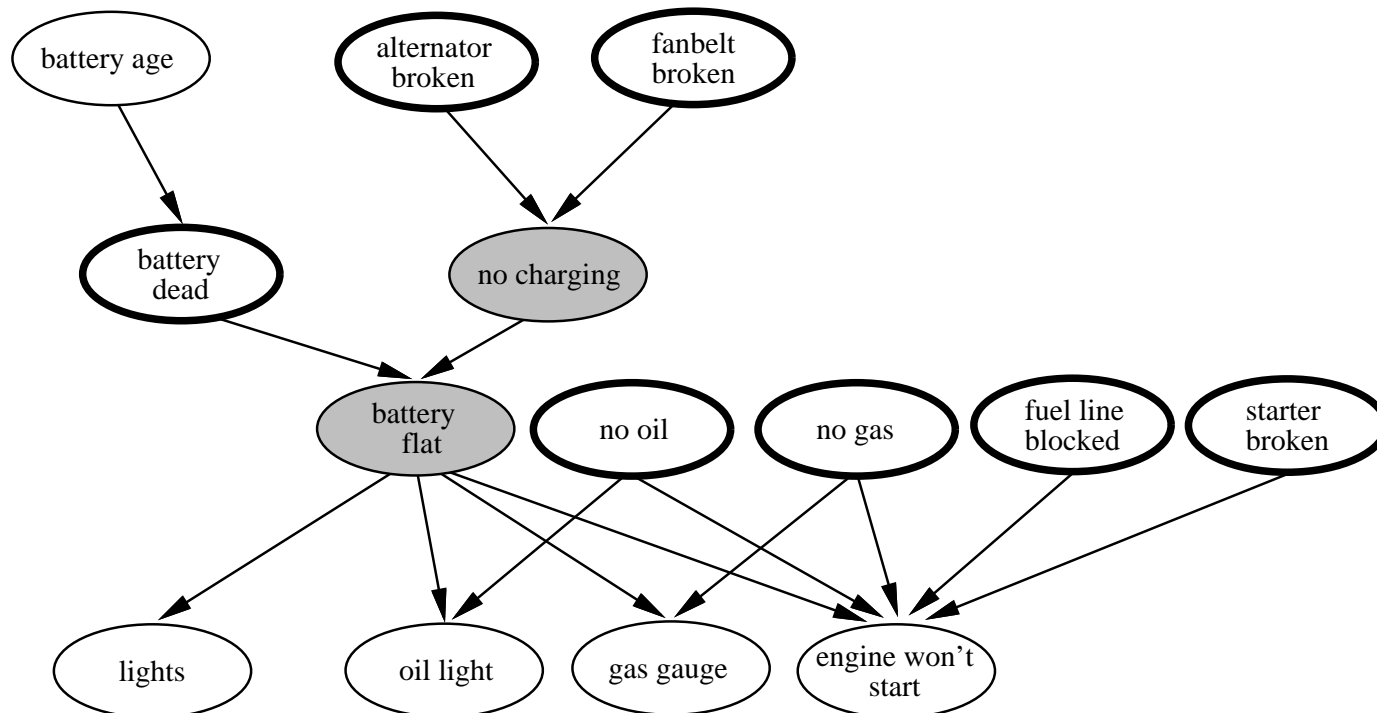 battery age
alternator
broken
fanbelt
broken
battery
dead
no charging
battery
flat
no oil
no gas
fuel line
blocked
starter
broken
lights
oil light
gas gauge
engine won't
start